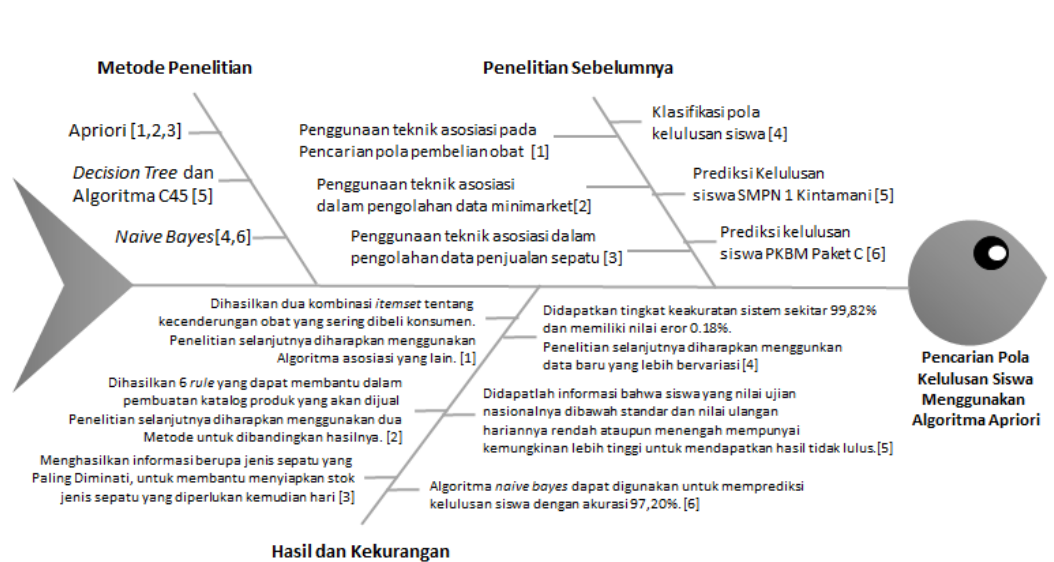 Metode Penelitian
Apriori [1,2,3]
Decision Tree dan
Algoritma C45 [5]
Naive Bayes[4,6]
Penelitian Sebelumnya
Penggunaan teknik asosiasi pada
Pencarian pola pembelian obat [1]
Penggunaan teknik asosiasi
dalam pengolahan data minimarket[2]
Penggunaan teknik asosiasi dalam
pengolahan data penjualan sepatu [3]
Klasifikasi pola
kelulusan siswa [4]
Prediksi Kelulusan
siswa SMPN 1 Kintamani [5]
Prediksi kelulusan
siswa PKBM Paket C [6]
Dihasilkan dua kombinasi itemset tentang
kecenderungan obat yang sering dibeli konsumen.
Penelitian selanjutnya diharapkan menggunakan
Algoritma asosiasi yang lain. [1]
Dihasilkan 6 rule yang dapat membantu dalam
pembuatan katalog produk yang akan dijual
Penelitian selanjutnya diharapkan menggunakan dua
Metode untuk dibandingkan hasilnya. [2]
Menghasilkan informasi berupa jenis sepatu yang
Paling Diminati, untuk membantu menyiapkan stok
jenis sepatu yang diperlukan kemudian hari [3]
Didapatkan tingkat keakuratan sistem sekitar 99,82%
dan memiliki nilai eror 0.18%.
Penelitian selanjutnya diharapkan menggunkan
data baru yang lebih bervariasi [4]
Didapatlah informasi bahwa siswa yang nilai ujian
nasionalnya dibawah standar dan nilai ulangan
hariannya rendah ataupun menengah mempunyai
kemungkinan lebih tinggi untuk mendapatkan hasil tidak lulus.[5]
Algoritma naive bayes dapat digunakan untuk memprediksi
kelulusan siswa dengan akurasi 97,20%. [6]
Hasil dan Kekurangan
Pencarian Pola
Kelulusan Siswa
Menggunakan
Algoritma Apriori